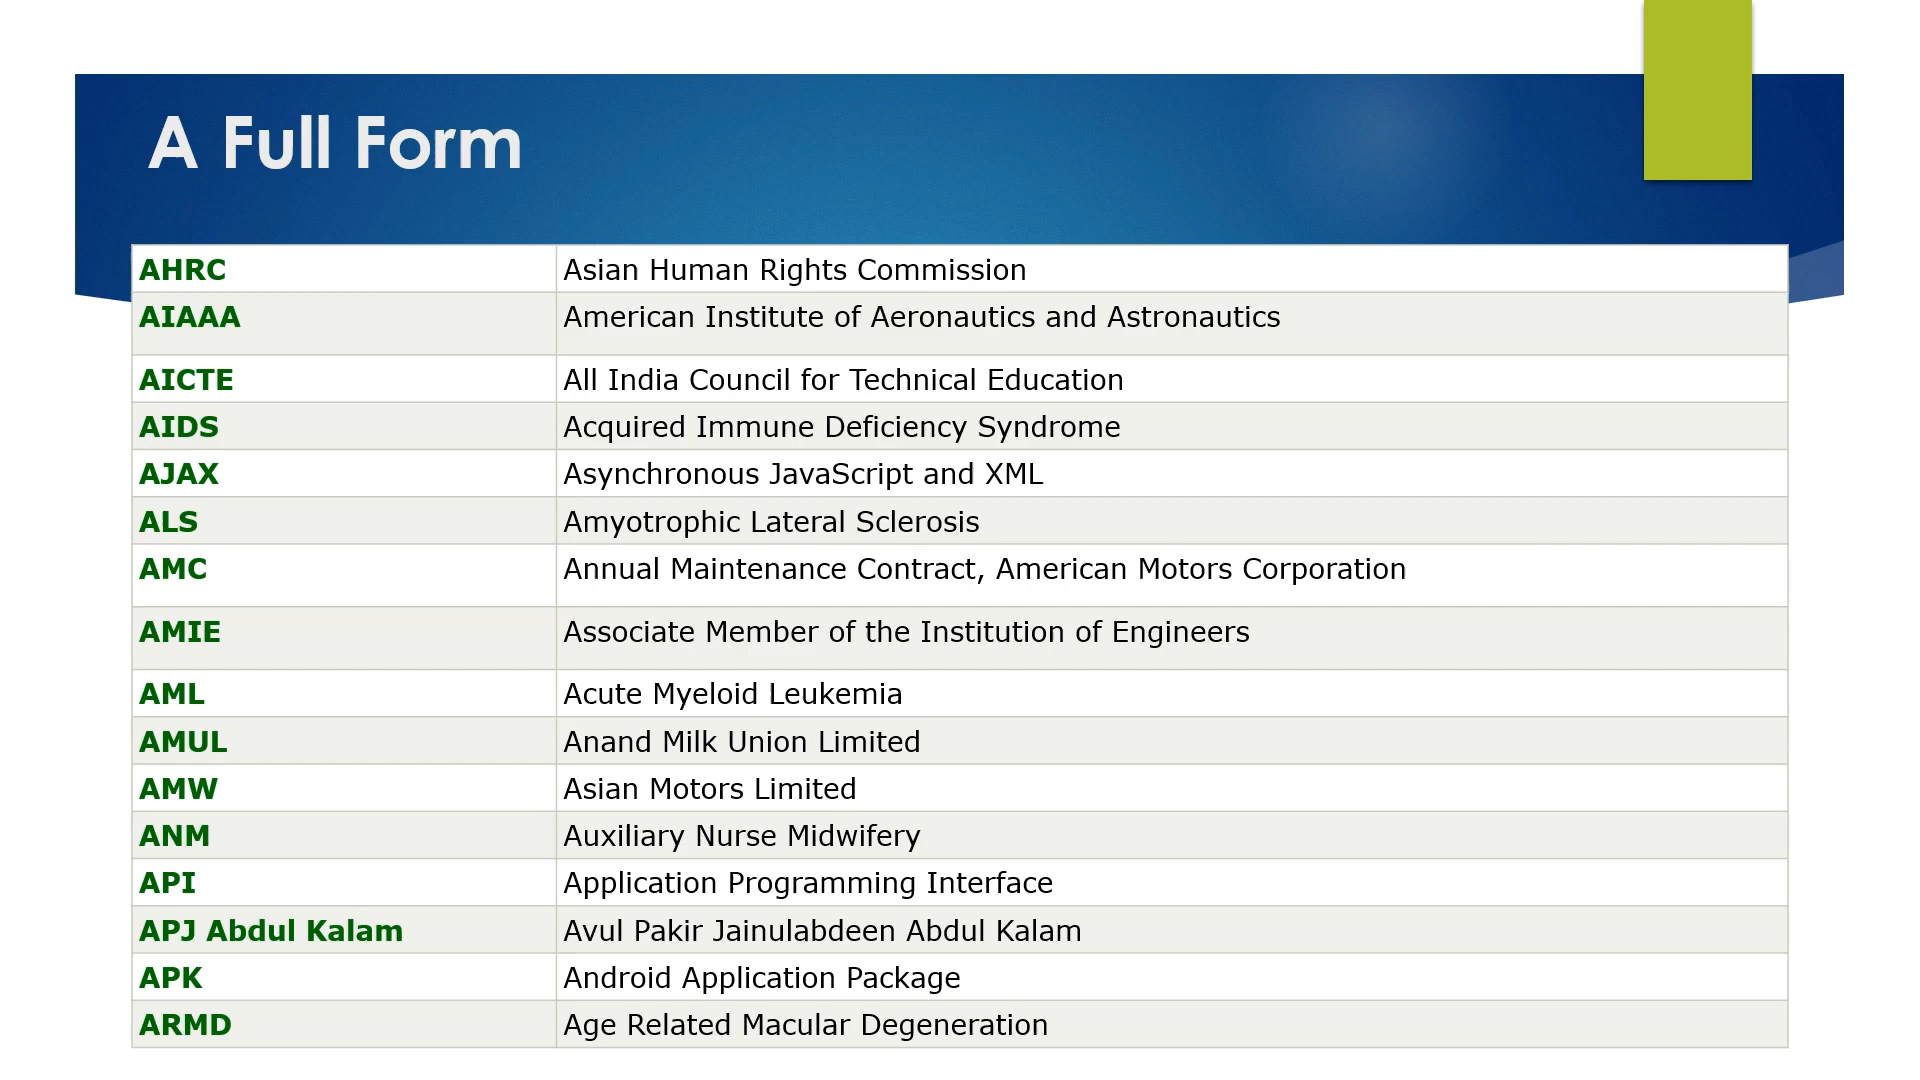 A Full Form
AHRC Asian Human Rights Commission
AIAAA American Institute of Aeronautics and Astronautics
AICTE All India Council for Technical Education
AIDS Acquired Immune Deficiency Syndrome
AJAX Asynchronous JavaScript and XML
ALS Amyotrophic Lateral Sclerosis
AMC Annual Maintenance Contract, American Motors Corporation
AMIE Associate Member of the Institution of Engineers
AML Acute Myeloid Leukemia
AMUL Anand Milk Union Limited
AMW Asian Motors Limited
ANM Auxiliary Nurse Midwifery
API Application Programming Interface
APJ Abdul Kalam Avul Pakir Jainulabdeen Abdul Kalam
APK Android Application Package
ARMD Age Related Macular Degeneration